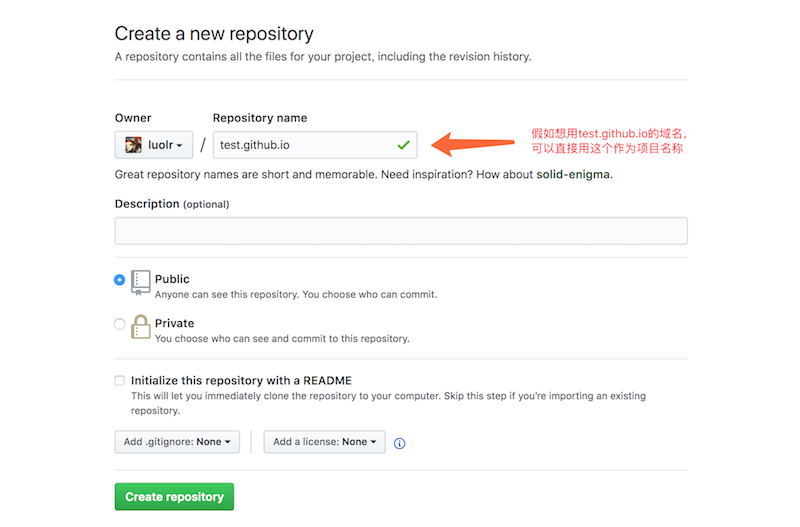 Create a new repository
A repository contains all the files for your project, including the revision history.
Owner
Repository name
luolr
/
test.github.io
假如想用test.github.io的域名，
可以直接用这个作为项目名称
Great repository names are short and memorable. Need inspiration? How about solid-enigma.
Description (optional)
Public
Anyone can see this repository. You choose who can commit.
Private
You choose who can see and commit to this repository.
Initialize this repository with a README
This will let you immediately clone the repository to your computer. Skip this step if you're importing an existing
repository.
Add .gitignore: None
Add a license: None
Create repository